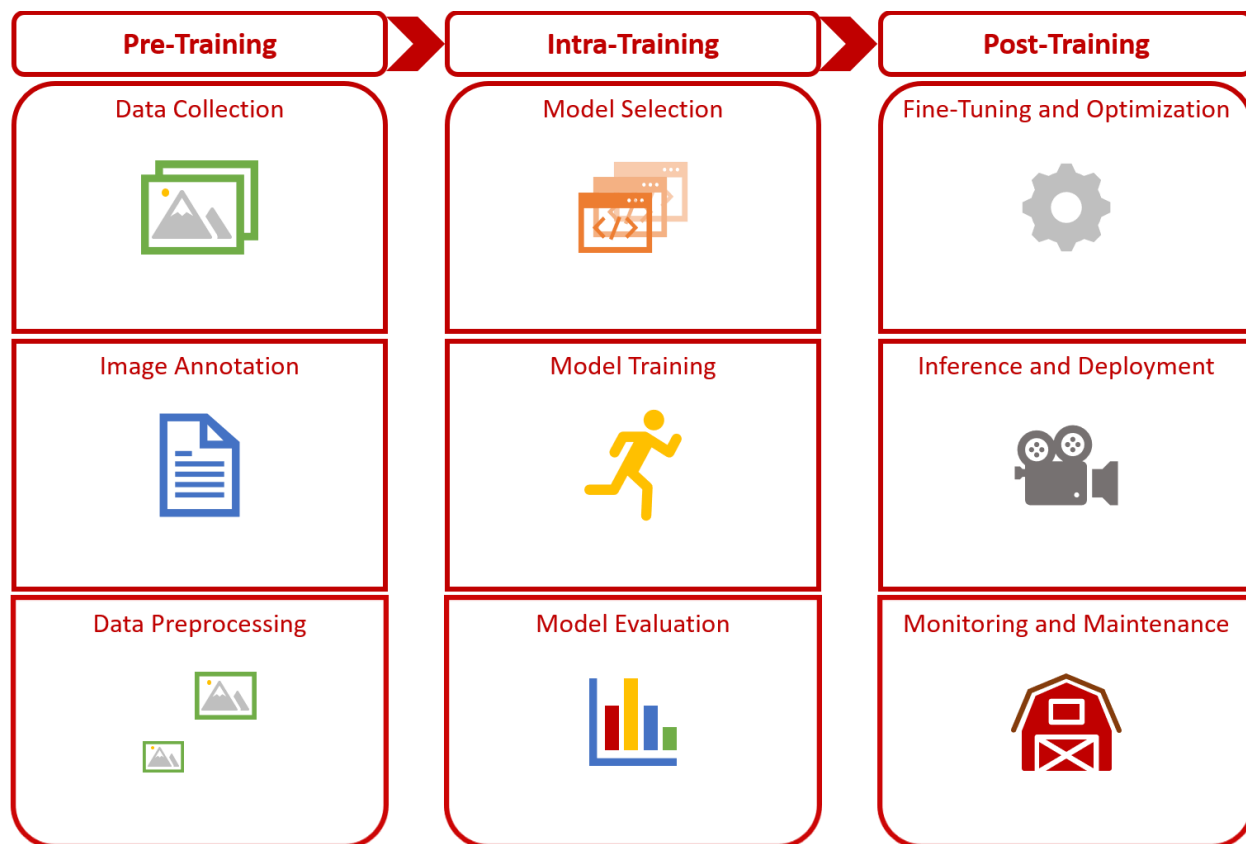 Pre-Training
Intra-Training
Post-Training
Data Collection
Model Selection
Fine-Tuning and Optimization
</>
Image Annotation
Model Training
Inference and Deployment
Data Preprocessing
Model Evaluation
Monitoring and Maintenance